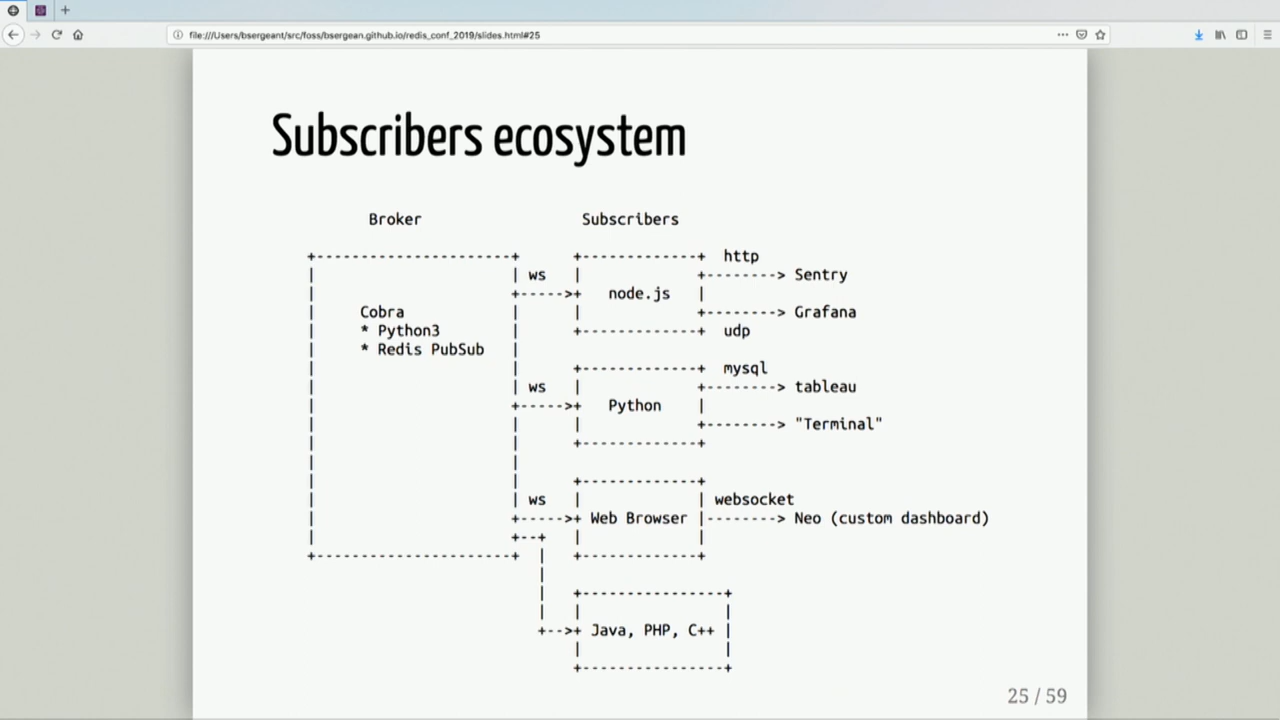 file:///Users/bsergeant/src/foss/bsergean.github.io/redis_conf_2019/slides.html#25
Subscribers ecosystem
Broker
Subscribers
ws
http
Sentry
node.js
Cobra
Grafana
* Python3
udp
* Redis PubSub
mysql
ws
tableau
Python
"Terminal"
ws
websocket
Web Browser
Neo (custom dashboard)
Java, PHP, C++
25 / 59